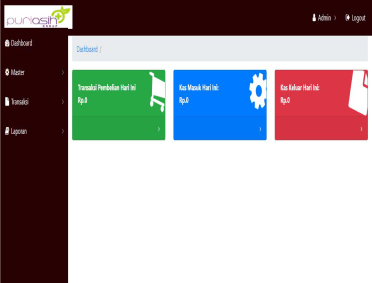 puriasih
GROUP
Admin
Logout
Dashboard
Dashboard /
Master
Transaksi
Laporan
Transaksi Pembelian Hari Ini
Rp.0
Kas Masuk Hari Ini:
Rp.0
Kas Keluar Hari Ini:
Rp.0